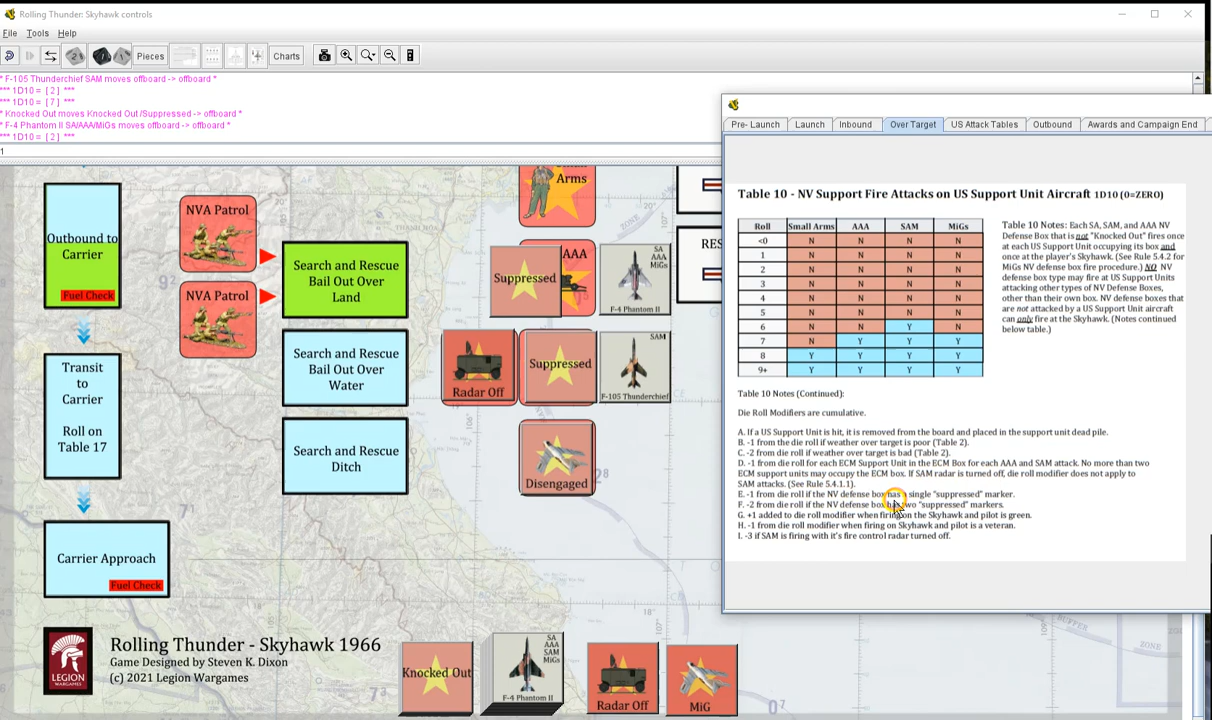 Rolling Thunder: Skyhawk controls
File Tools Help
Pieces
Charts
* F-105 Thunderchief SAM moves offboard -> offboard *
*** 1D10 = [ 2 ] ***
*** 1D10 = [ 7 ] ***
* Knocked Out moves Knocked Out /Suppressed -> offboard *
* F-4 Phantom II SA/AAA/MiGs moves offboard -> offboard *
*** 1D10 = [ 2 ] ***
1
Outbound to
Carrier
Fuel Check
Transit
to
Carrier
Roll on
Table 17
Carrier Approach
Fuel Check
NVA Patrol
NVA Patrol
Search and Rescue
Bail Out Over
Land
Search and Rescue
Bail Out Over
Water
Search and Rescue
Ditch
Arms
Suppressed
AAA
SA
AAA
MiGs
F-4 Phantom II
RES
Radar Off
Suppressed
SAM
F-105 Thunderchief
Disengaged
LEGION
WARGAMES
Rolling Thunder - Skyhawk 1966
Game Designed by Steven K. Dixon
(c) 2021 Legion Wargames
Knocked Out
SA
AAA
SAM
MiGs
F-4 Phantom II
Radar Off
MiG
Pre- Launch Launch Inbound Over Target US Attack Tables Outbound Awards and Campaign End
Table 10 - NV Support Fire Attacks on US Support Unit Aircraft 1D10 (0=ZERO)
Roll Small Arms AAA SAM MiGs
<0 N N N N
1 N N N N
2 N N N N
3 N N N N
4 N N N N
5 N N N N
6 N N Y N
7 N Y Y Y
8 Y Y Y Y
9+ Y Y Y Y
Table 10 Notes: Each SA, SAM, and AAA NV
Defense Box that is not "Knocked Out" fires once
at each US Support Unit occupying its box and
once at the player's Skyhawk. (See Rule 5.4.2 for
MiGs NV defense box fire procedure.) NO NV
defense box type may fire at US Support Units
attacking other types of NV Defense Boxes,
other than their own box. NV defense boxes that
are not attacked by a US Support Unit aircraft
can only fire at the Skyhawk. (Notes continued
below table.)
Table 10 Notes (Continued):
Die Roll Modifiers are cumulative.
A. If a US Support Unit is hit, it is removed from the board and placed in the support unit dead pile.
B. -1 from the die roll if weather over target is poor (Table 2).
C. -2 from die roll if weather over target is bad (Table 2).
D. -1 from die roll for each ECM Support Unit in the ECM Box for each AAA and SAM attack. No more than two
ECM support units may occupy the ECM box. If SAM radar is turned off, die roll modifier does not apply to
SAM attacks. (See Rule 5.4.1.1).
E. -1 from die roll if the NV defense box has single "suppressed" marker.
F. -2 from die roll if the NV defense box has two "suppressed" markers.
G. +1 added to die roll modifier when firing on the Skyhawk and pilot is green.
H. -1 from die roll modifier when firing on Skyhawk and pilot is a veteran.
I. -3 if SAM is firing with it's fire control radar turned off.